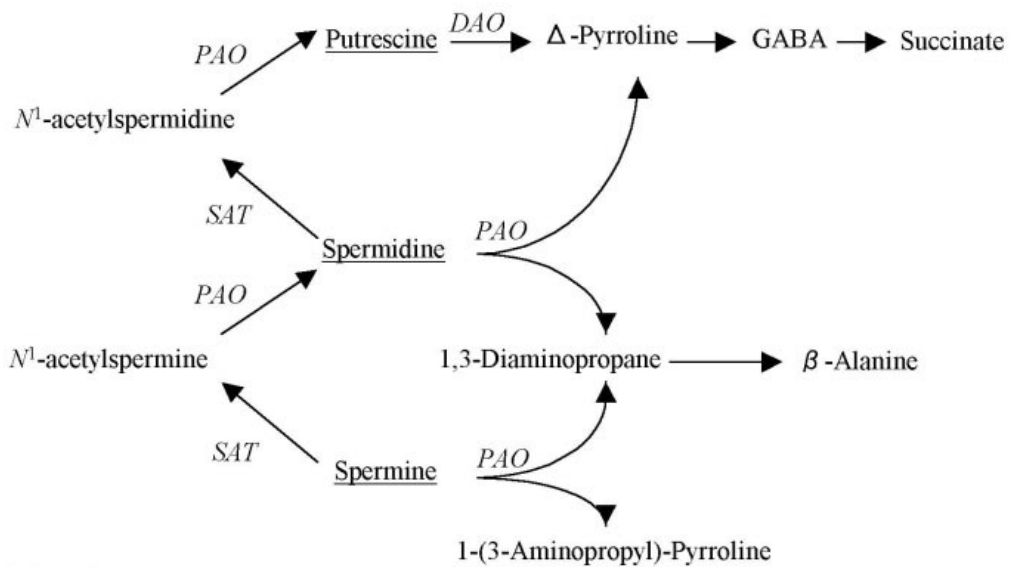 Putrescine DAO Δ-Pyrroline GABA Succinate
PAO
N¹-acetylspermidine
SAT
Spermidine PAO
PAO
N¹-acetylspermine 1,3-Diaminopropane β-Alanine
SAT
Spermine PAO
1-(3-Aminopropyl)-Pyrroline